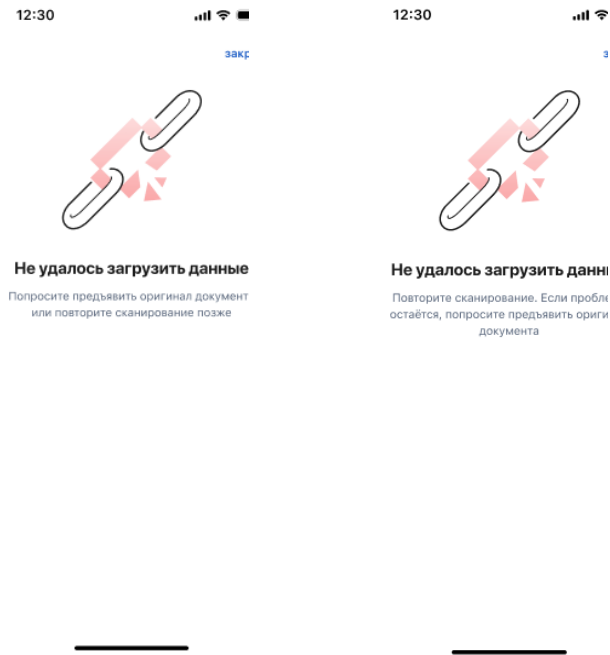 12:30
закр
Не удалось загрузить данные
Попросите предъявить оригинал документ
или повторите сканирование позже
12:30
з
Не удалось загрузить данн
Повторите сканирование. Если пробле
остаётся, попросите предъявить ориги
документа